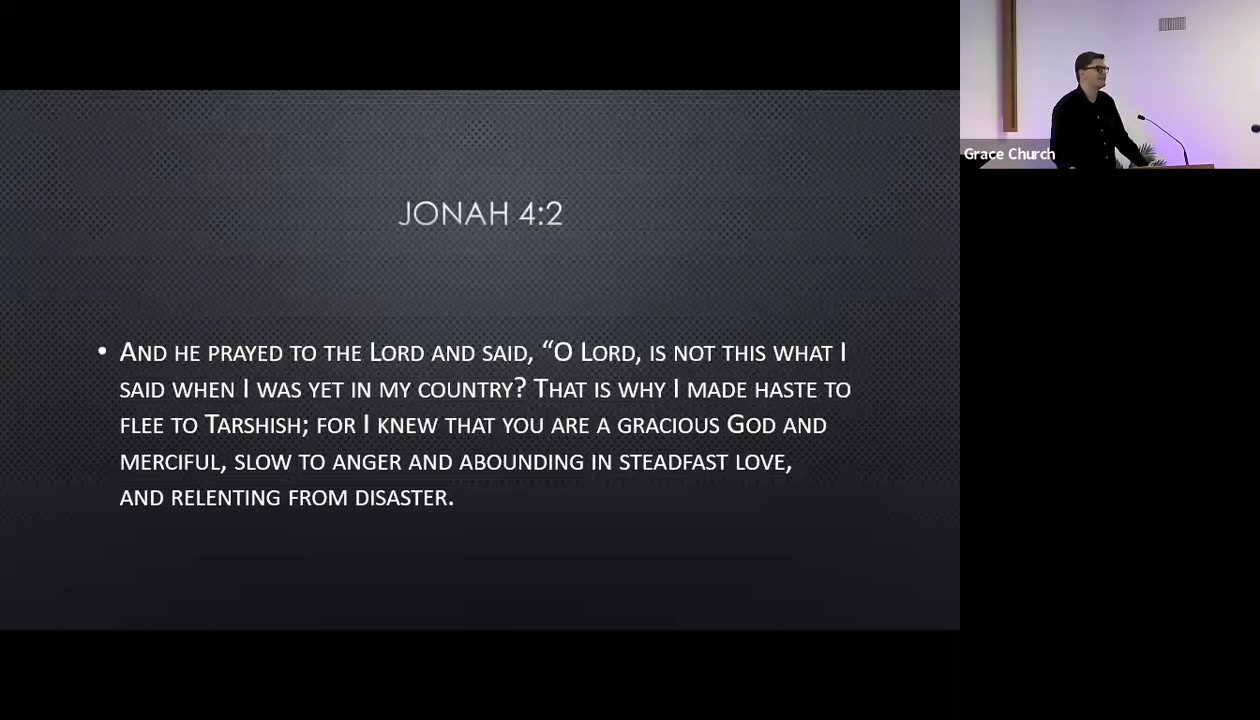 JONAH 4:2
• AND HE PRAYED TO THE LORD AND SAID, “O LORD, IS NOT THIS WHAT I
SAID WHEN I WAS YET IN MY COUNTRY? THAT IS WHY I MADE HASTE TO
FLEE TO TARSHISH; FOR I KNEW THAT YOU ARE A GRACIOUS GOD AND
MERCIFUL, SLOW TO ANGER AND ABOUNDING IN STEADFAST LOVE,
AND RELENTING FROM DISASTER.
Grace Church